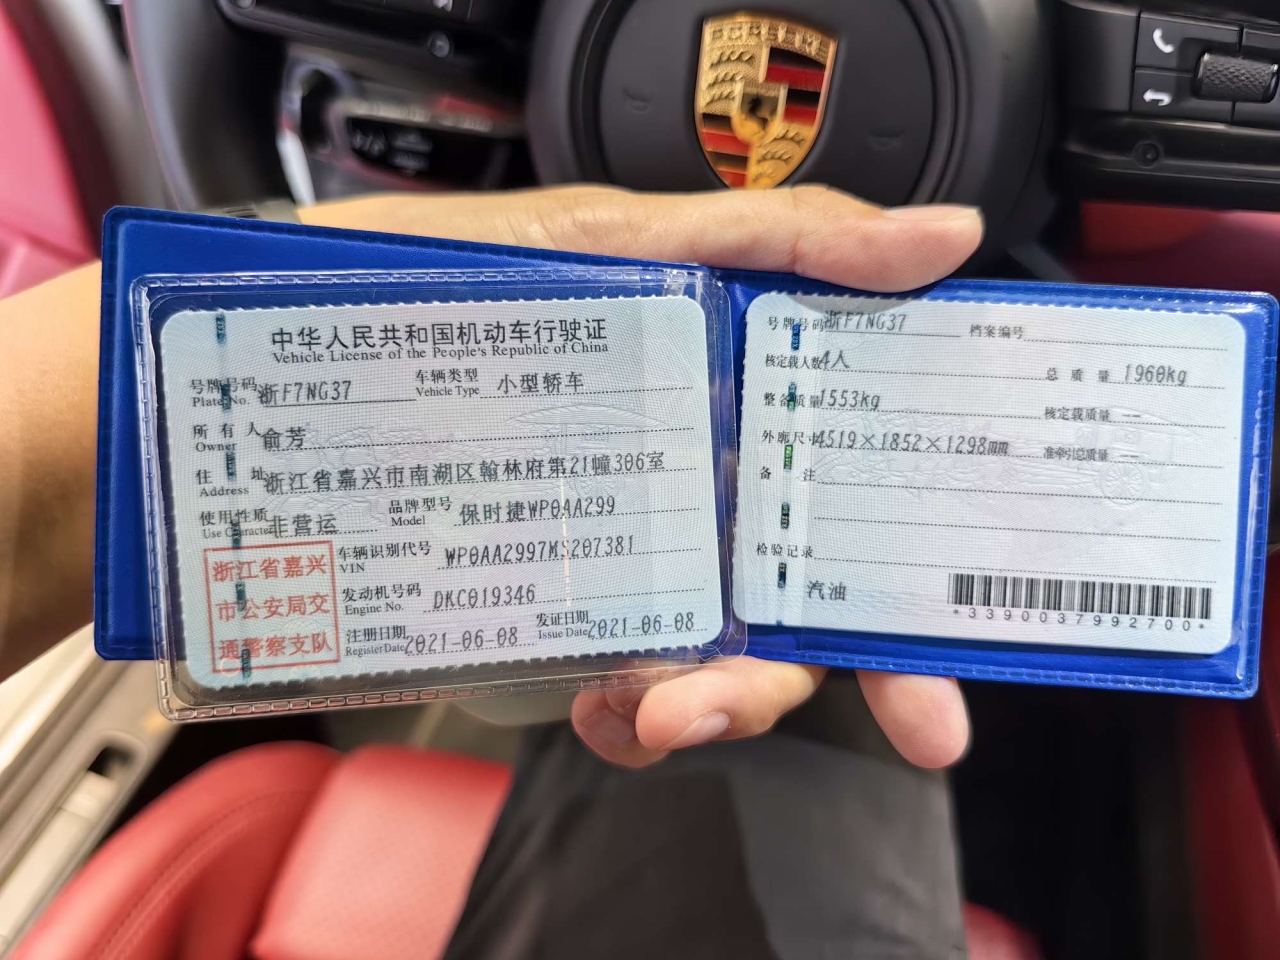 PORSCHE
中华人民共和国机动车行驶证
Vehicle License of the People's Republic of China
号牌号码 浙F7NG37 车辆类型 小型轿车
Plate No. Vehicle Type
所有人 俞芳
Owner
住址 浙江省嘉兴市南湖区翰林府第21幢306室
Address
使用性质 非营运 品牌型号 保时捷WP0AA299
Use Character Model
浙江省嘉兴
市公安局交
通警察支队
车辆识别代号 WP0AA2997MS207381
VIN
发动机号码 DKC019346
Engine No.
注册日期 2021-06-08 发证日期 2021-06-08
Register Date Issue Date
号牌号码 浙F7NG37 档案编号
核定载人数 4人 总质量 1960kg
整备质量 1553kg 核定载质量 --
外廓尺寸 4519×1852×1298mm 准牵引总质量 --
备注
检验记录
汽油
*3390037992700*